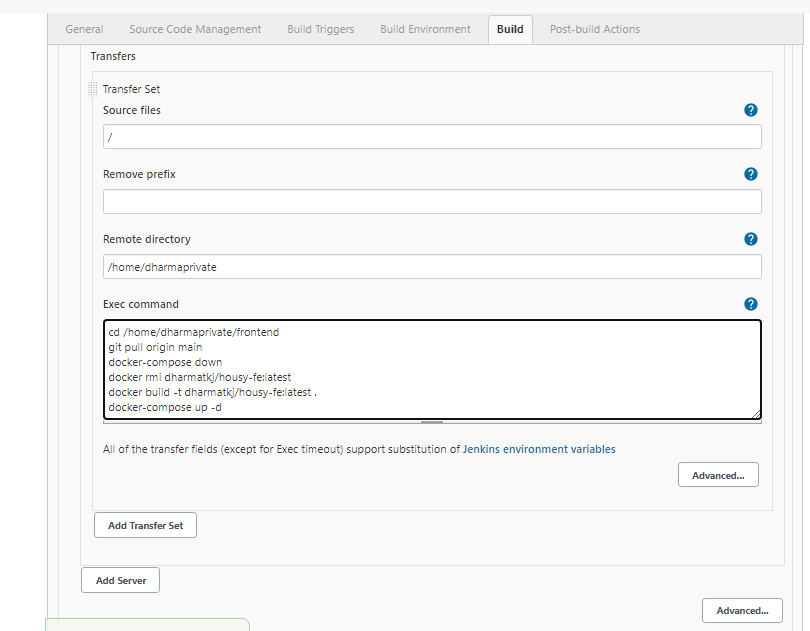 General Source Code Management Build Triggers Build Environment Build Post-build Actions
Transfers
Transfer Set
Source files
/
Remove prefix
Remote directory
/home/dharmaprivate
Exec command
cd /home/dharmaprivate/frontend
git pull origin main
docker-compose down
docker rmi dharmatkj/housy-fe:latest
docker build -t dharmatkj/housy-fe:latest .
docker-compose up -d
All of the transfer fields (except for Exec timeout) support substitution of Jenkins environment variables
Advanced...
Add Transfer Set
Add Server
Advanced...